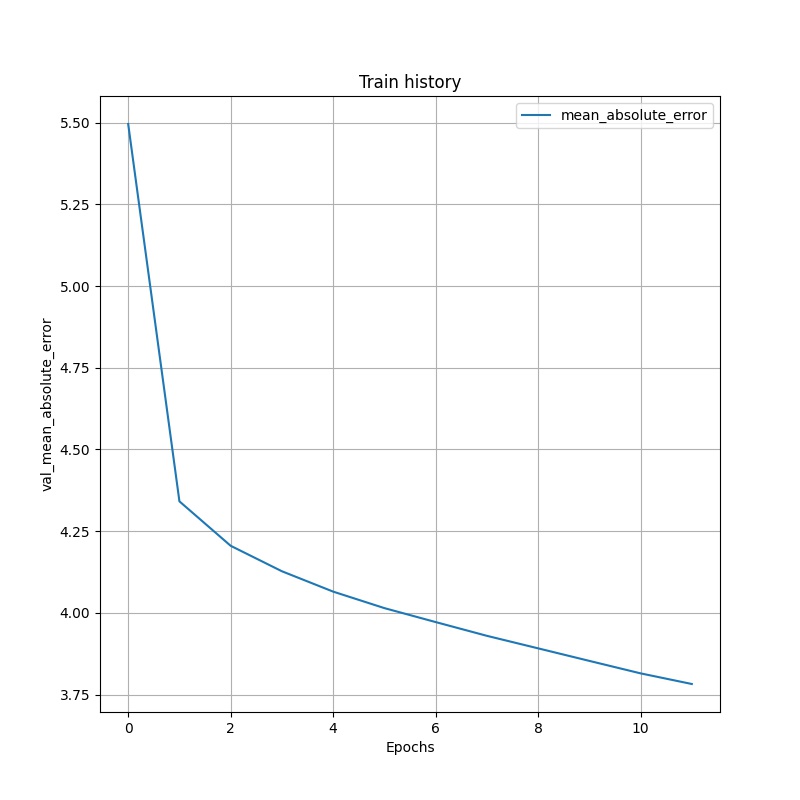 Train history
mean_absolute_error
val_mean_absolute_error
5.50
5.25
5.00
4.75
4.50
4.25
4.00
3.75
0 2 4 6 8 10
Epochs